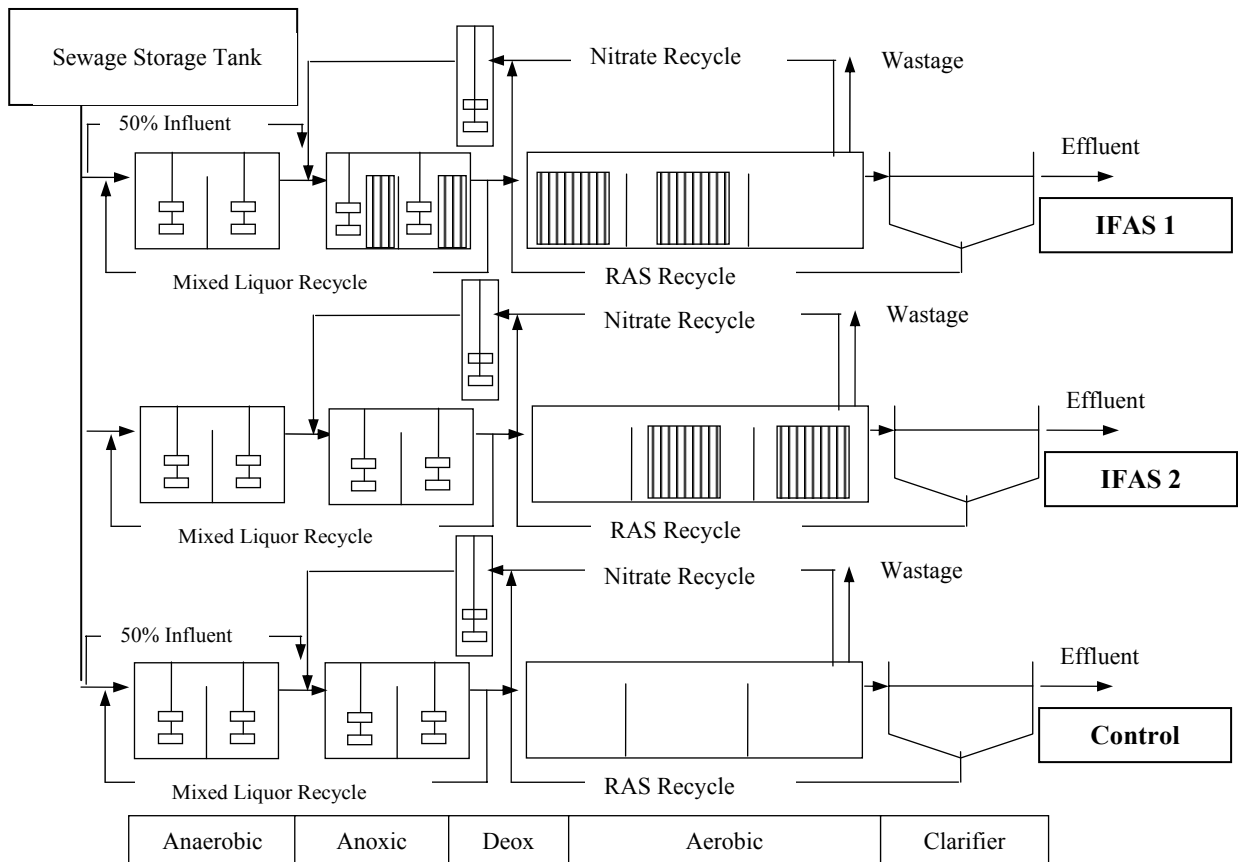 Sewage Storage Tank
Nitrate Recycle
Wastage
50% Influent
Effluent
IFAS 1
Mixed Liquor Recycle
RAS Recycle
Nitrate Recycle
Wastage
Effluent
IFAS 2
Mixed Liquor Recycle
RAS Recycle
Nitrate Recycle
Wastage
50% Influent
Effluent
Control
Mixed Liquor Recycle
RAS Recycle
Anaerobic
Anoxic
Deox
Aerobic
Clarifier